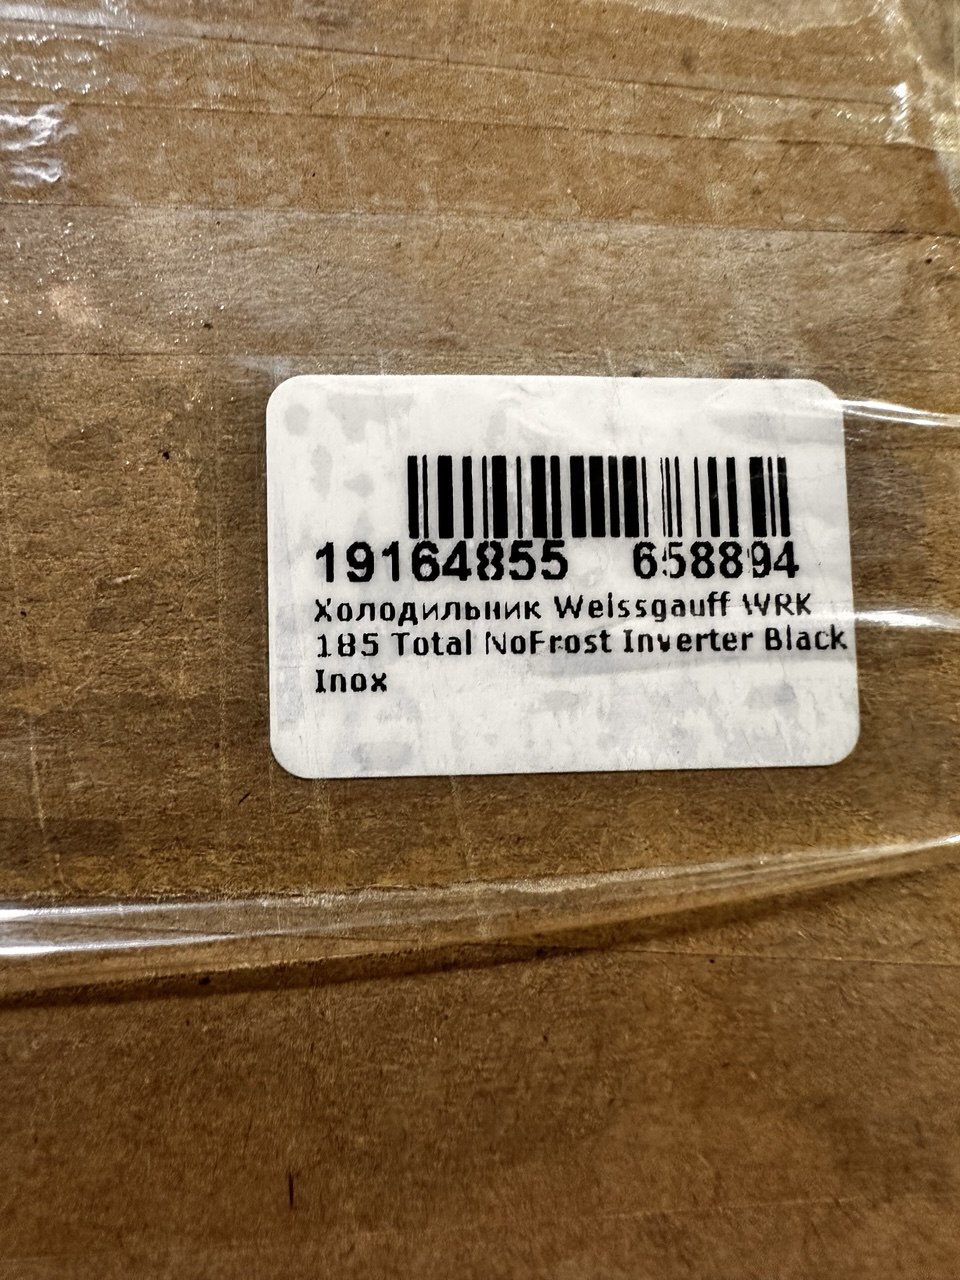 19164855 658894
Холодильник Weissgauff WRK
185 Total NoFrost Inverter Black
Inox